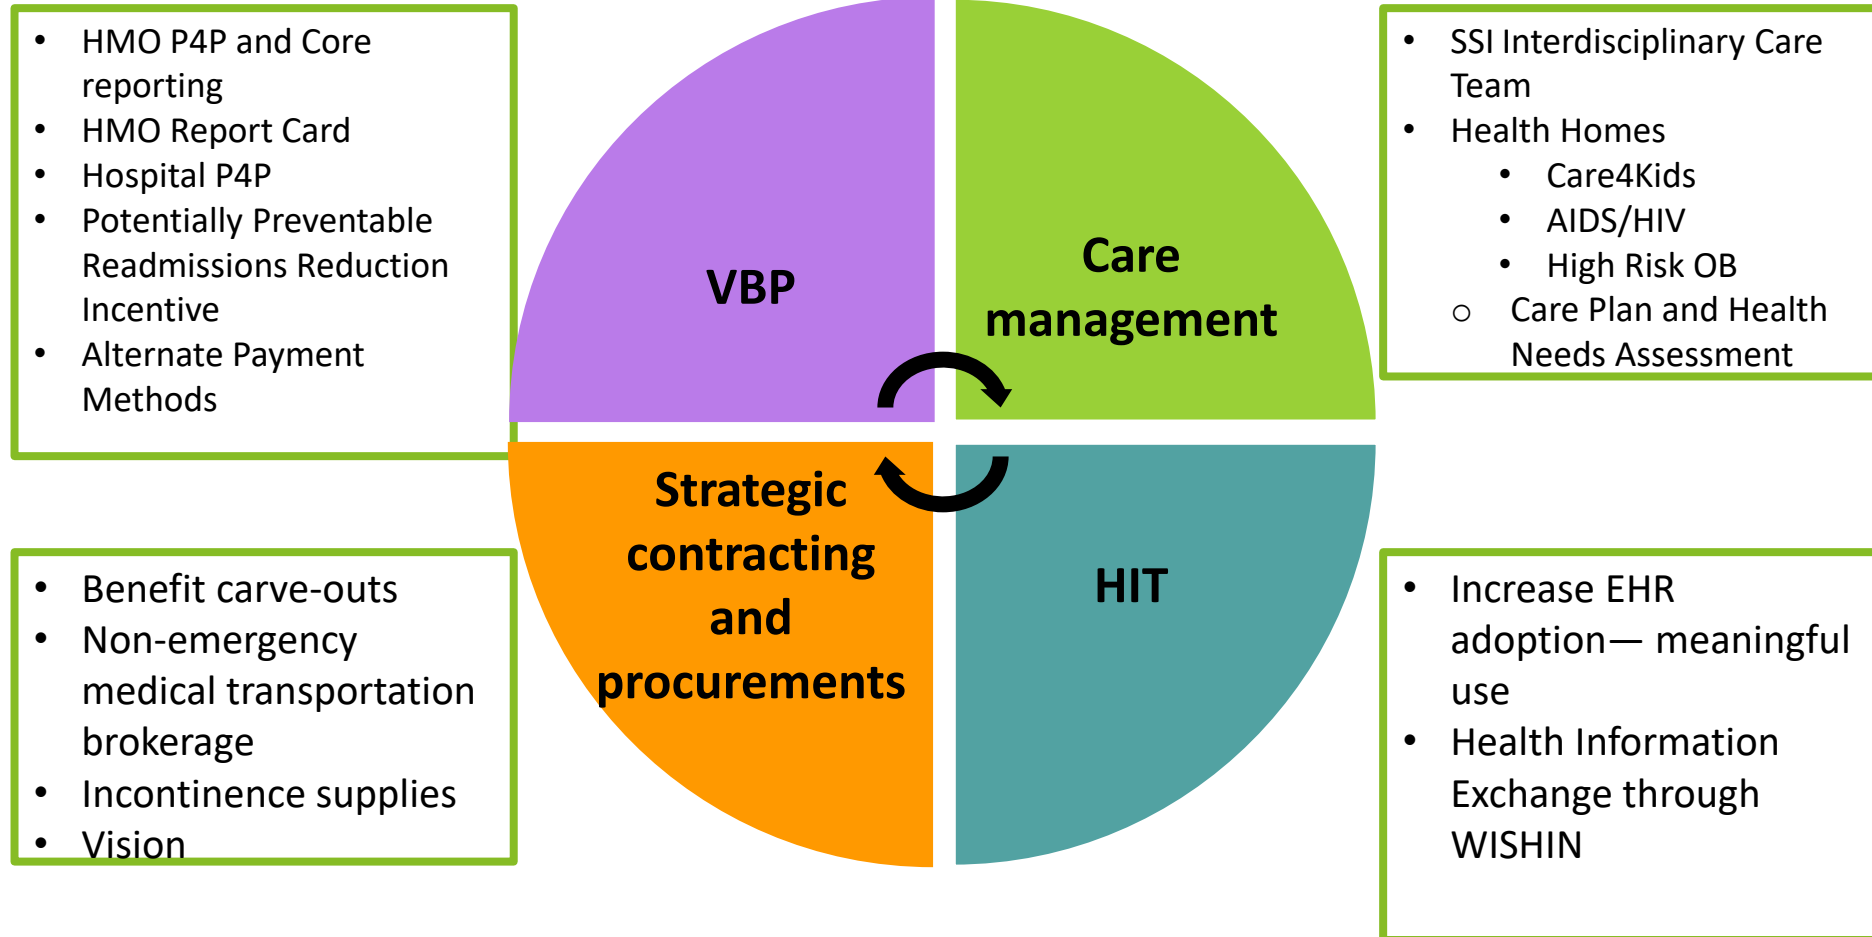 • HMO P4P and Core
reporting
• HMO Report Card
• Hospital P4P
• Potentially Preventable
Readmissions Reduction
Incentive
• Alternate Payment
Methods
VBP
Care
management
• SSI Interdisciplinary Care
Team
• Health Homes
• Care4Kids
• AIDS/HIV
• High Risk OB
o Care Plan and Health
Needs Assessment
• Benefit carve-outs
• Non-emergency
medical transportation
brokerage
• Incontinence supplies
• Vision
Strategic
contracting
and
procurements
HIT
• Increase EHR
adoption— meaningful
use
• Health Information
Exchange through
WISHIN